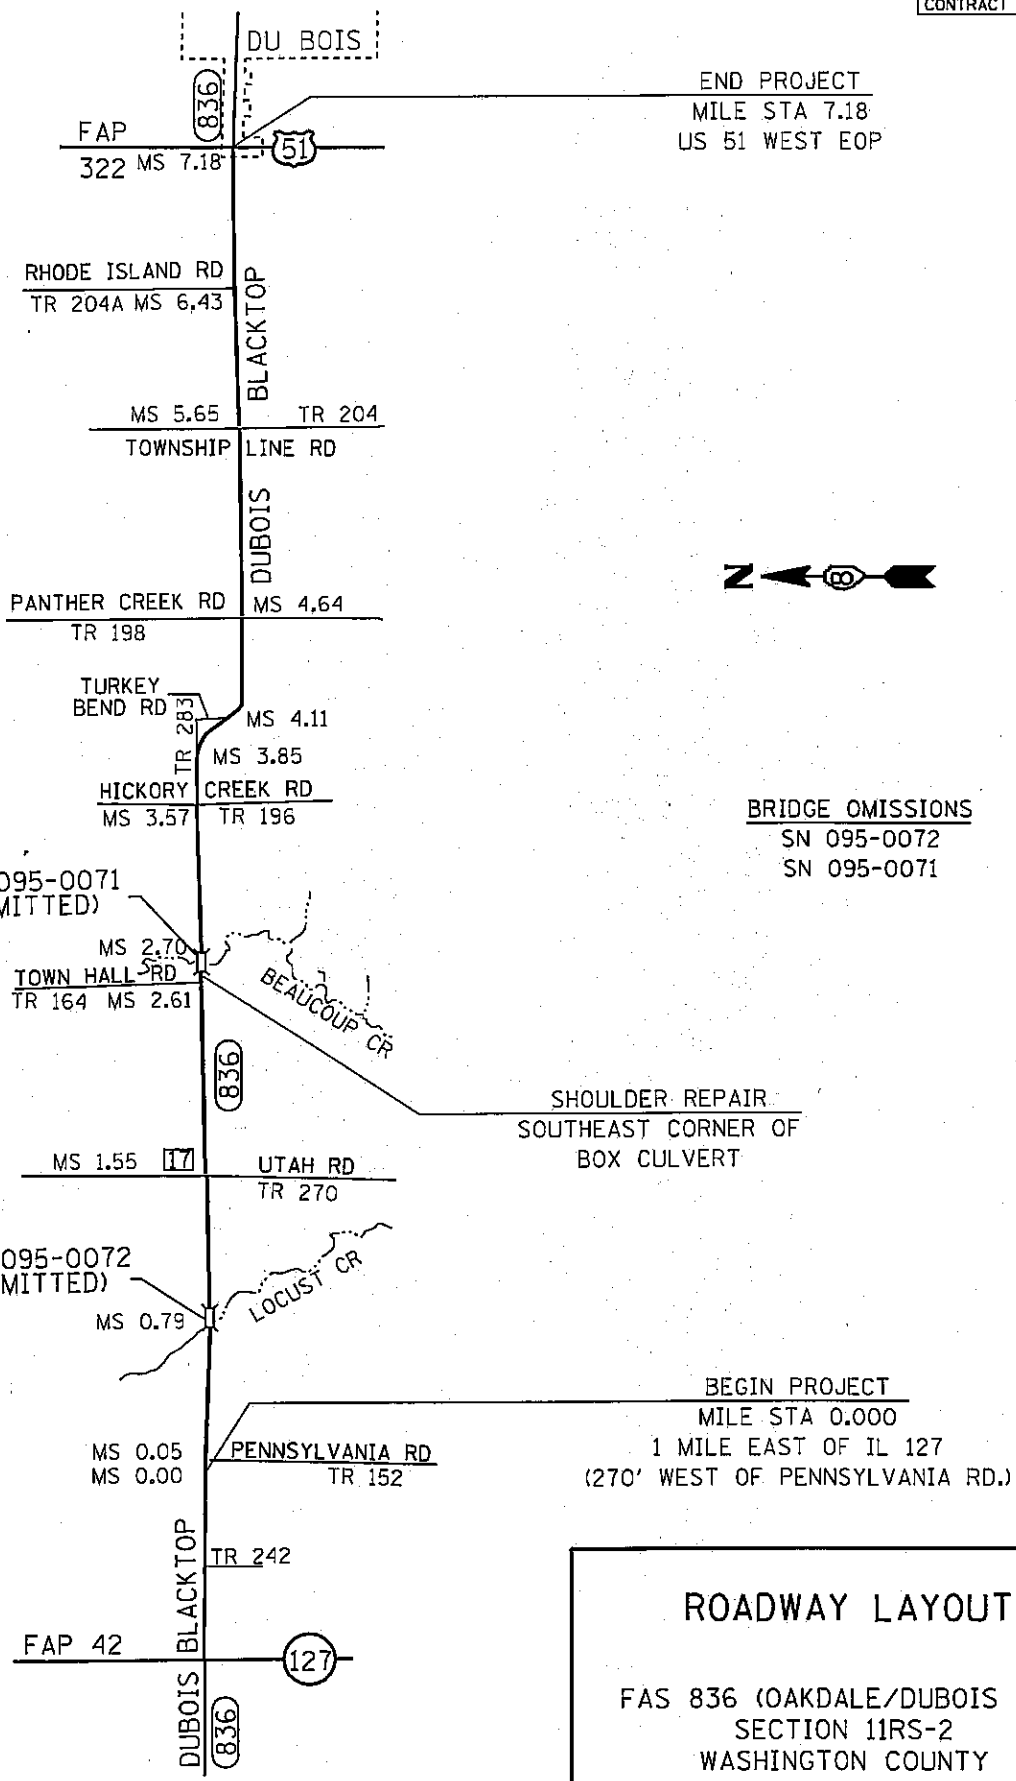 CONTRACT
DU BOIS
836
END PROJECT
MILE STA 7.18
US 51 WEST EOP
FAP
322 MS 7.18
51
RHODE ISLAND RD
TR 204A MS 6.43
BLACKTOP
MS 5.65 TR 204
TOWNSHIP LINE RD
DUBOIS
N
B
PANTHER CREEK RD MS 4.64
TR 198
TURKEY
BEND RD
TR 283
MS 4.11
MS 3.85
HICKORY CREEK RD
MS 3.57 TR 196
BRIDGE OMISSIONS
SN 095-0072
SN 095-0071
095-0071
MITTED)
MS 2.70
TOWN HALL RD
TR 164 MS 2.61
BEAUCOUP CR
836
SHOULDER REPAIR
SOUTHEAST CORNER OF
BOX CULVERT
MS 1.55 17 UTAH RD
TR 270
095-0072
MITTED)
MS 0.79
LOCUST CR
BEGIN PROJECT
MILE STA 0.000
1 MILE EAST OF IL 127
(270' WEST OF PENNSYLVANIA RD.)
MS 0.05 PENNSYLVANIA RD
MS 0.00 TR 152
BLACKTOP
TR 242
FAP 42
127
DUBOIS
836
ROADWAY LAYOUT
FAS 836 (OAKDALE/DUBOIS
SECTION 11RS-2
WASHINGTON COUNTY